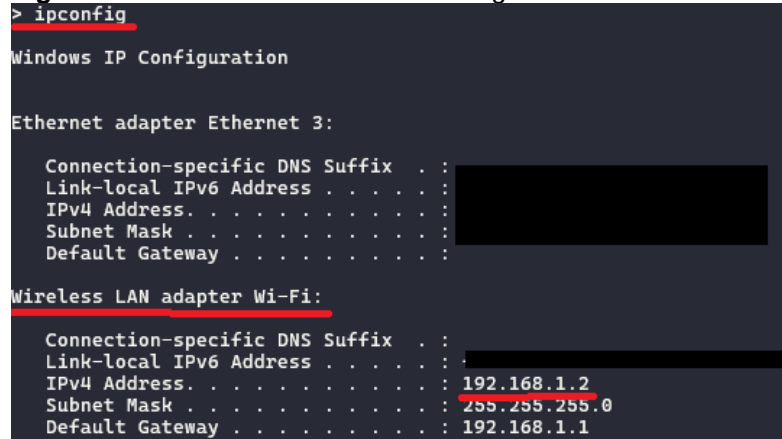 > ipconfig
Windows IP Configuration
Ethernet adapter Ethernet 3:
Connection-specific DNS Suffix  . :
Link-local IPv6 Address . . . . . :
IPv4 Address. . . . . . . . . . . :
Subnet Mask . . . . . . . . . . . :
Default Gateway . . . . . . . . . :
Wireless LAN adapter Wi-Fi:
Connection-specific DNS Suffix  . :
Link-local IPv6 Address . . . . . :
IPv4 Address. . . . . . . . . . . : 192.168.1.2
Subnet Mask . . . . . . . . . . . : 255.255.255.0
Default Gateway . . . . . . . . . : 192.168.1.1